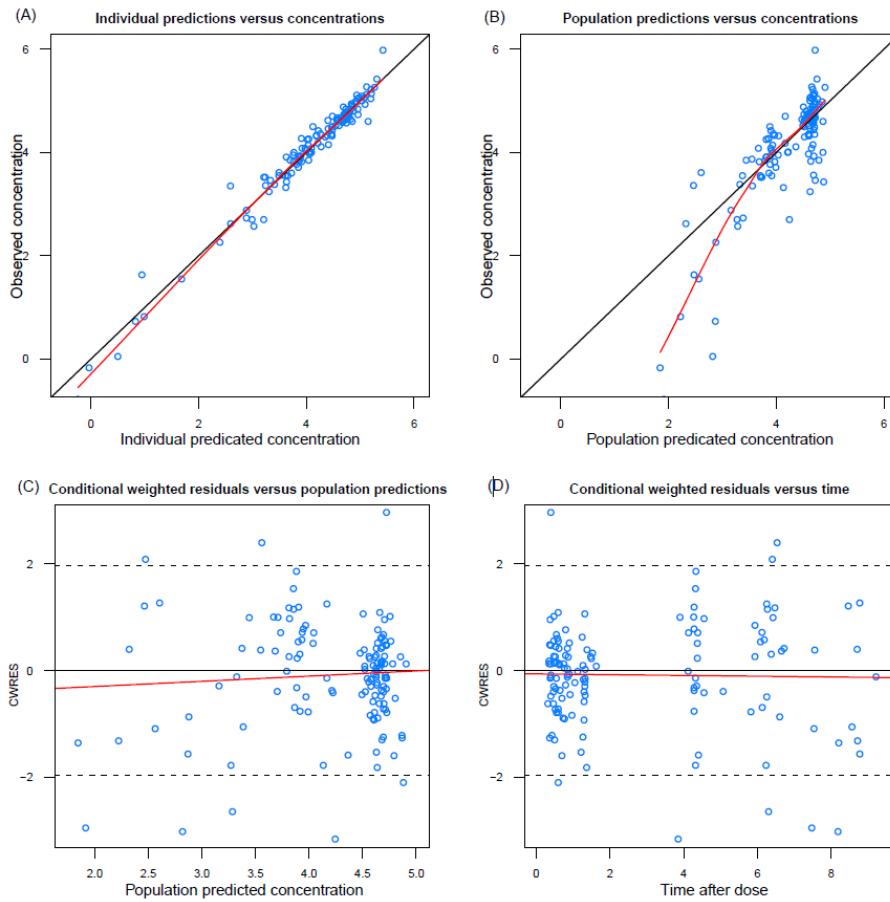 (A)
Individual predictions versus concentrations
6
4
2
0
Observed concentration
0
2
4
6
Individual predicated concentration
(B)
Population predictions versus concentrations
6
4
2
0
Observed concentration
0
2
4
6
Population predicated concentration
(C)
Conditional weighted residuals versus population predictions
2
0
−2
CWRES
2.0
2.5
3.0
3.5
4.0
4.5
5.0
Population predicted concentration
(D)
Conditional weighted residuals versus time
2
0
−2
CWRES
0
2
4
6
8
Time after dose